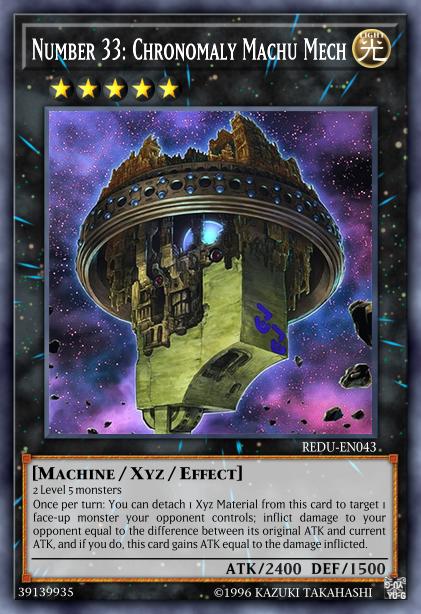 NUMBER 33: CHRONOMALY MACHU MECH
LIGHT
光
33
REDU-EN043
[MACHINE / XYZ / EFFECT]
2 Level 5 monsters
Once per turn: You can detach 1 Xyz Material from this card to target 1
face-up monster your opponent controls; inflict damage to your
opponent equal to the difference between its original ATK and current
ATK, and if you do, this card gains ATK equal to the damage inflicted.
ATK/2400 DEF/1500
39139935
©1996 KAZUKI TAKAHASHI